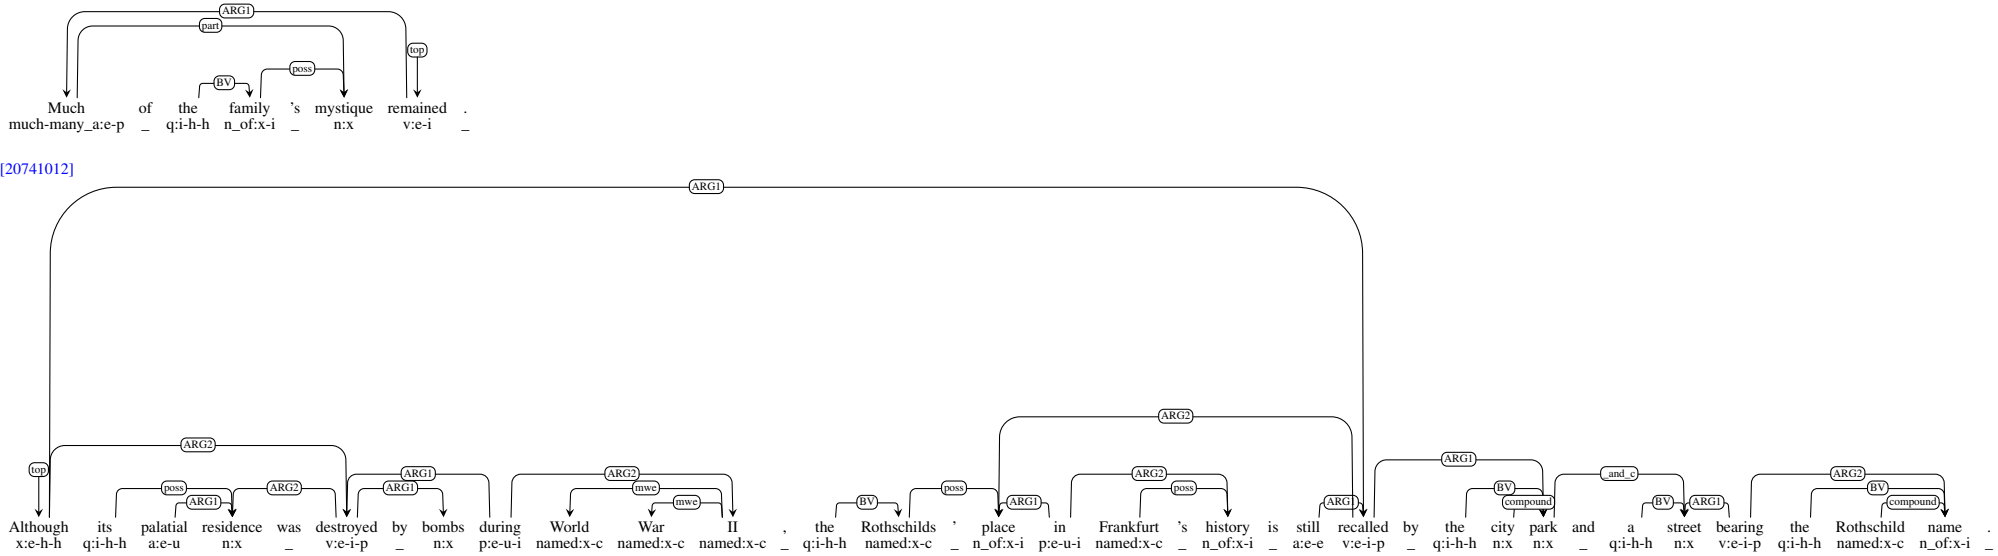 ARG1
part
top
poss
BV
Much of the family 's mystique remained .
much-many_a:e-p _ q:i-h-h n_of:x-i _ n:x v:e-i _
[20741012]
ARG1
ARG2
ARG2
ARG1
top
ARG1
ARG2
mwe
ARG2
_and_c
ARG2
poss
ARG2
ARG1
poss
poss
BV
BV
ARG1
mwe
BV
ARG1
ARG1
compound
BV
ARG1
compound
Although its palatial residence was destroyed by bombs during World War II , the Rothschilds ' place in Frankfurt 's history is still recalled by the city park and a street bearing the Rothschild name .
x:e-h-h q:i-h-h a:e-u n:x _ v:e-i-p _ n:x p:e-u-i named:x-c named:x-c named:x-c _ q:i-h-h named:x-c _ n_of:x-i p:e-u-i named:x-c _ n_of:x-i _ a:e-e v:e-i-p _ q:i-h-h n:x n:x _ q:i-h-h n:x v:e-i-p q:i-h-h named:x-c n_of:x-i _